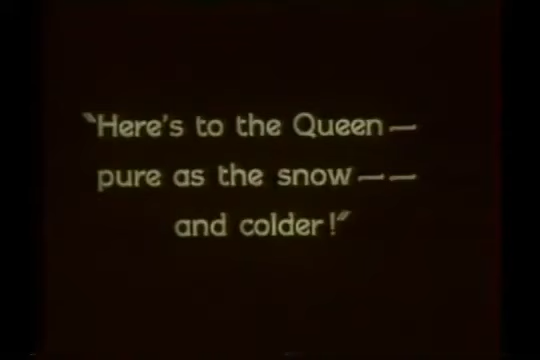 "Here's to the Queen—
pure as the snow——
and colder!"